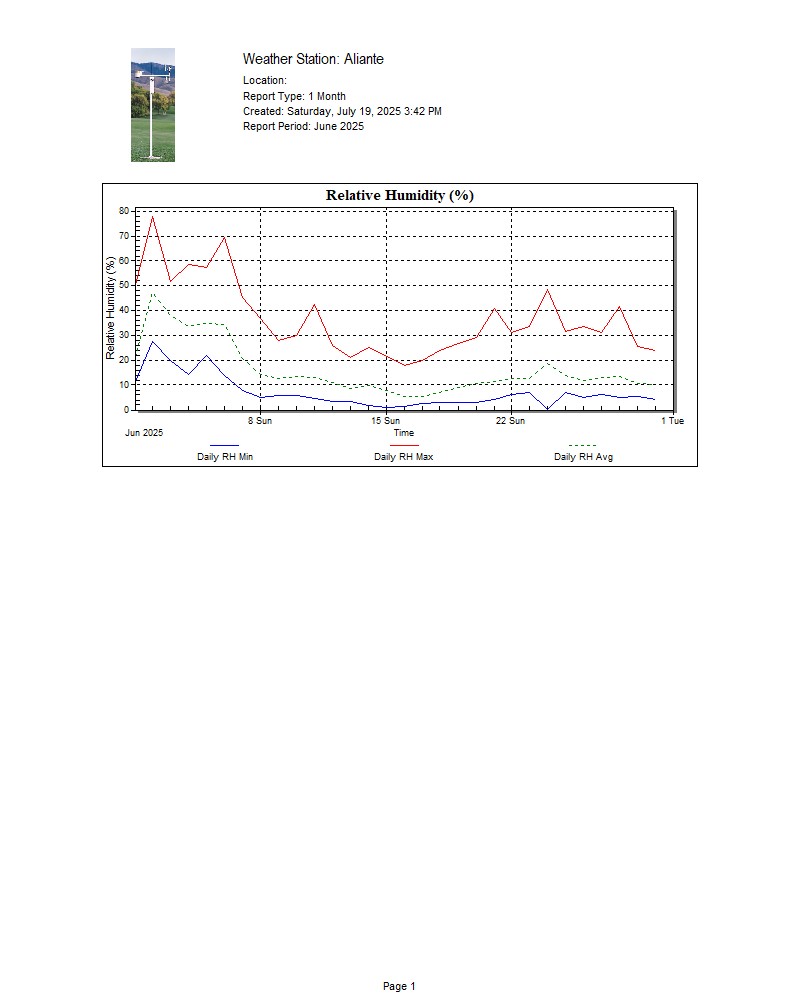 Weather Station: Aliante
Location:
Report Type: 1 Month
Created: Saturday, July 19, 2025 3:42 PM
Report Period: June 2025
Relative Humidity (%)
Relative Humidity (%)
80
70
60
50
40
30
20
10
0
8 Sun 15 Sun 22 Sun 1 Tue
Jun 2025 Time
Daily RH Min Daily RH Max Daily RH Avg
Page 1